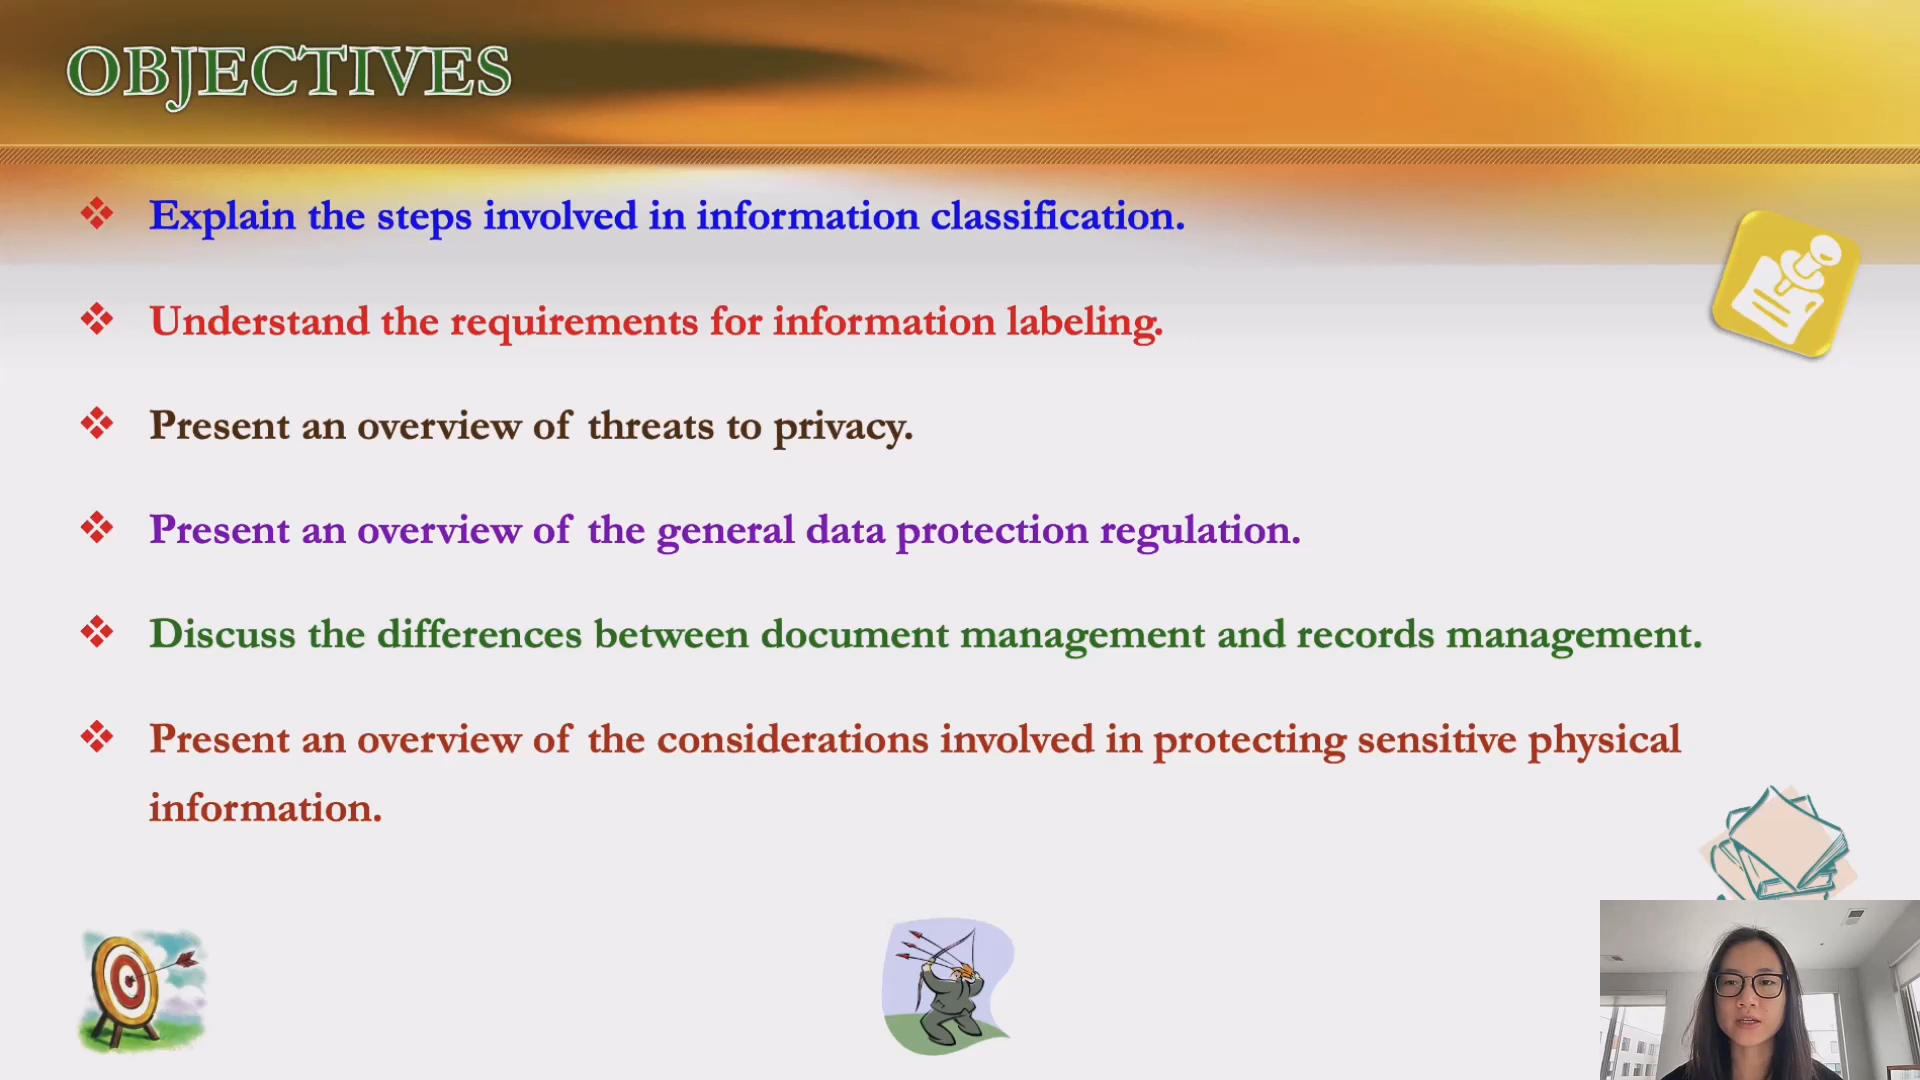 OBJECTIVES
Explain the steps involved in information classification.
Understand the requirements for information labeling.
Present an overview of threats to privacy.
Present an overview of the general data protection regulation.
Discuss the differences between document management and records management.
Present an overview of the considerations involved in protecting sensitive physical
information.